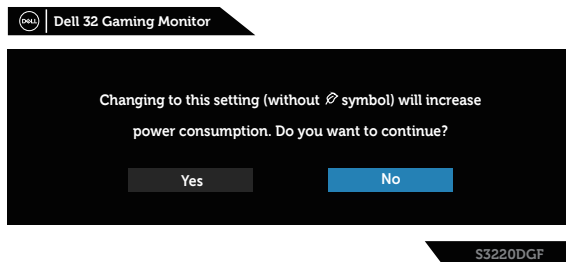 DELL
Dell 32 Gaming Monitor
Changing to this setting (without symbol) will increase
power consumption. Do you want to continue?
Yes
No
S3220DGF